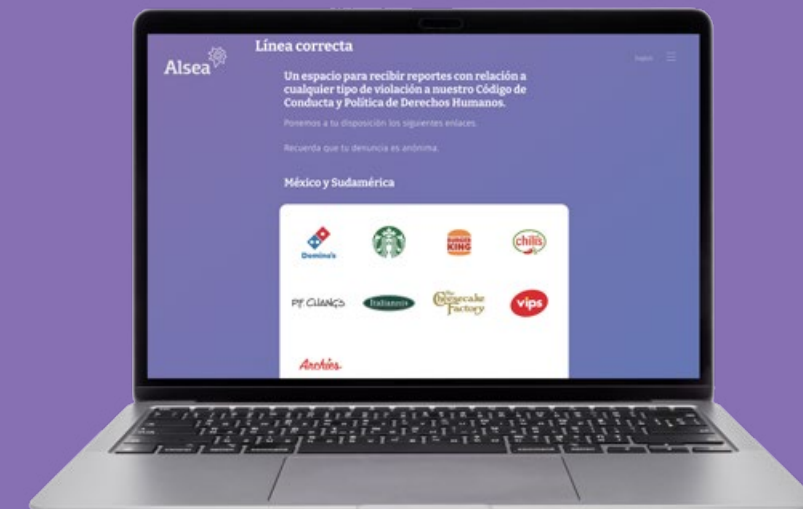 Alsea
Línea correcta
Un espacio para recibir reportes con relación a
cualquier tipo de violación a nuestro Código de
Conducta y Política de Derechos Humanos.
Ponemos a tu disposición los siguientes enlaces.
Recuerda que tu denuncia es anónima.
México y Sudamérica
Domino's
BURGER
KING
chili's
P.F. CHANG'S
Italianni's
The
Cheesecake
Factory
vips
Archies